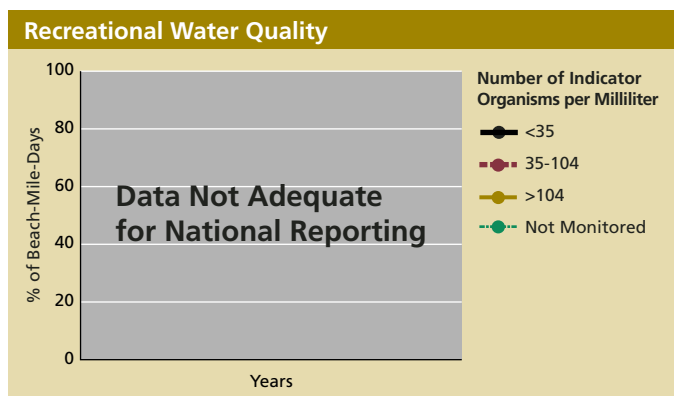 Recreational Water Quality
100
80
60
40
20
0
% of Beach-Mile-Days
Data Not Adequate
for National Reporting
Years
Number of Indicator
Organisms per Milliliter
<35
35-104
>104
Not Monitored